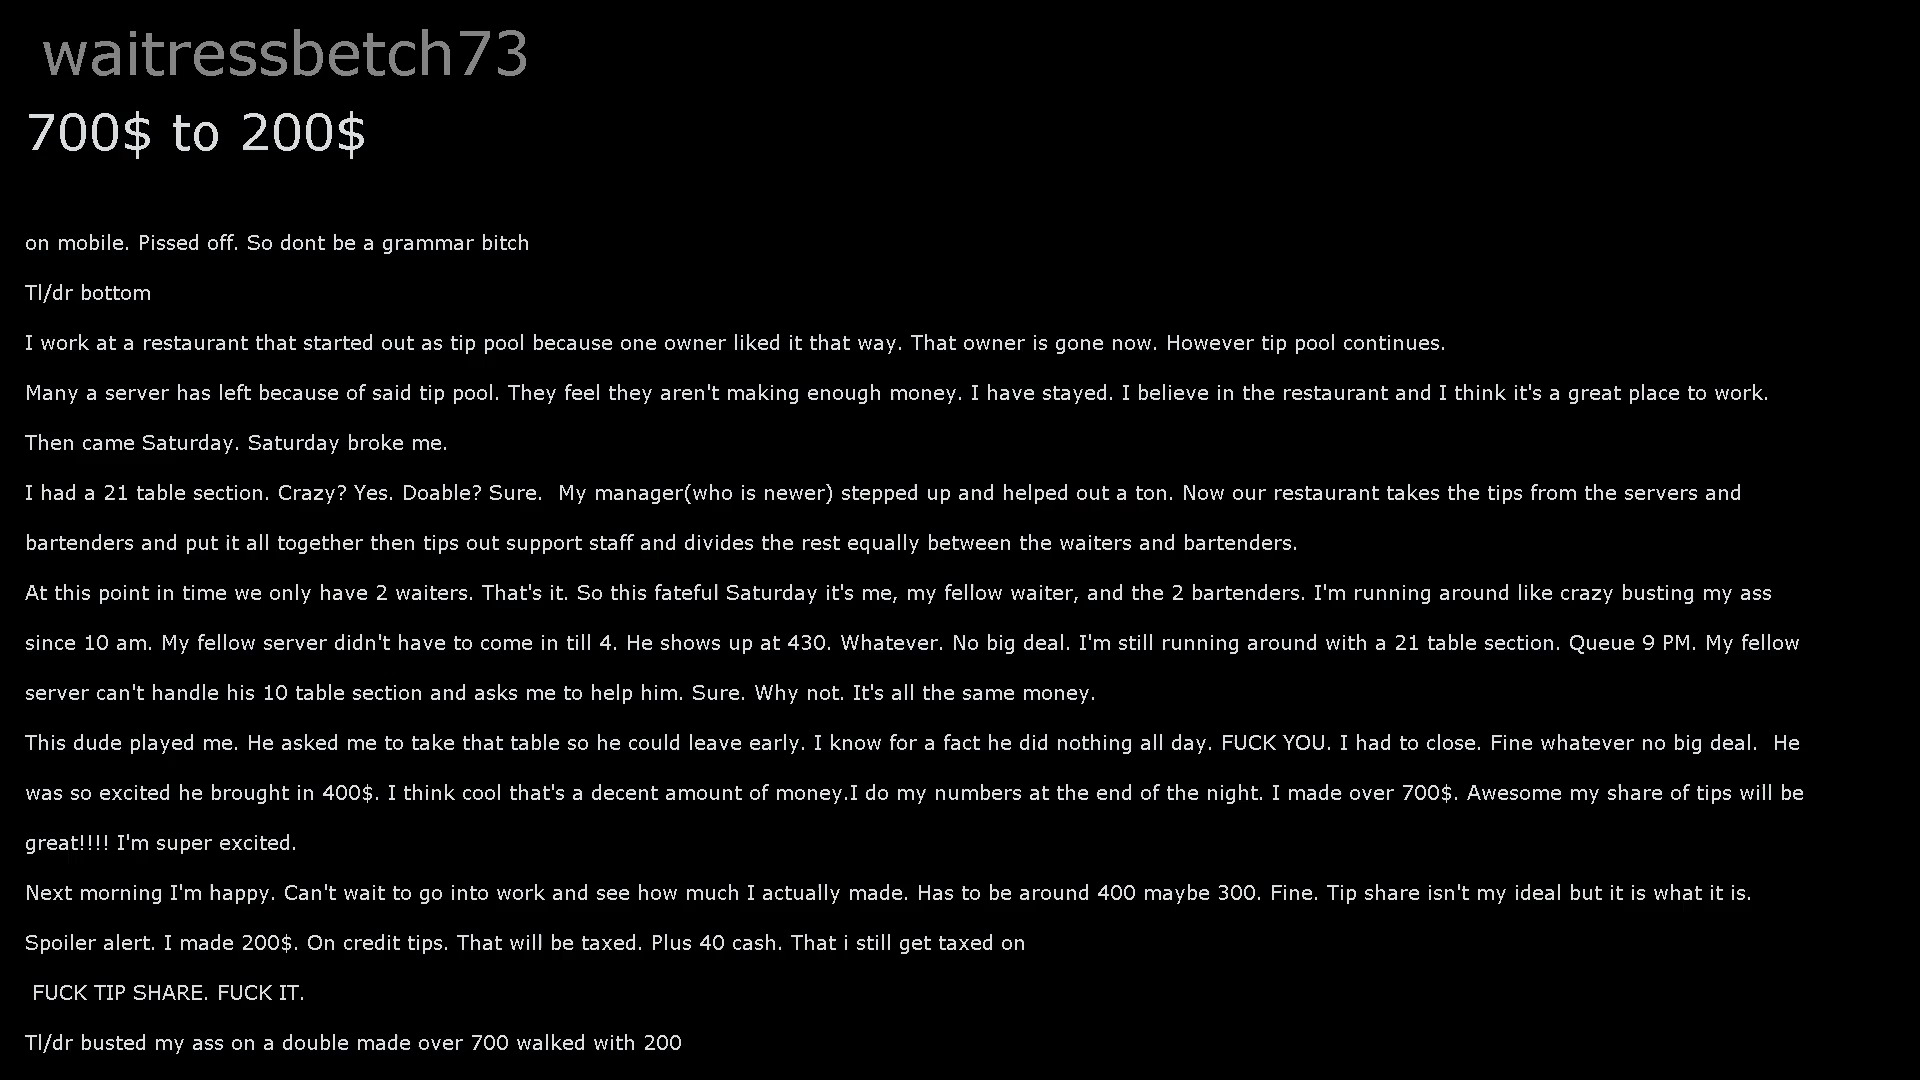 waitressbetch73
700$ to 200$
on mobile. Pissed off. So dont be a grammar bitch
Tl/dr bottom
I work at a restaurant that started out as tip pool because one owner liked it that way. That owner is gone now. However tip pool continues.
Many a server has left because of said tip pool. They feel they aren't making enough money. I have stayed. I believe in the restaurant and I think it's a great place to work.
Then came Saturday. Saturday broke me.
I had a 21 table section. Crazy? Yes. Doable? Sure.  My manager(who is newer) stepped up and helped out a ton. Now our restaurant takes the tips from the servers and
bartenders and put it all together then tips out support staff and divides the rest equally between the waiters and bartenders.
At this point in time we only have 2 waiters. That's it. So this fateful Saturday it's me, my fellow waiter, and the 2 bartenders. I'm running around like crazy busting my ass
since 10 am. My fellow server didn't have to come in till 4. He shows up at 430. Whatever. No big deal. I'm still running around with a 21 table section. Queue 9 PM. My fellow
server can't handle his 10 table section and asks me to help him. Sure. Why not. It's all the same money.
This dude played me. He asked me to take that table so he could leave early. I know for a fact he did nothing all day. FUCK YOU. I had to close. Fine whatever no big deal.  He
was so excited he brought in 400$. I think cool that's a decent amount of money.I do my numbers at the end of the night. I made over 700$. Awesome my share of tips will be
great!!!! I'm super excited.
Next morning I'm happy. Can't wait to go into work and see how much I actually made. Has to be around 400 maybe 300. Fine. Tip share isn't my ideal but it is what it is.
Spoiler alert. I made 200$. On credit tips. That will be taxed. Plus 40 cash. That i still get taxed on
FUCK TIP SHARE. FUCK IT.
Tl/dr busted my ass on a double made over 700 walked with 200